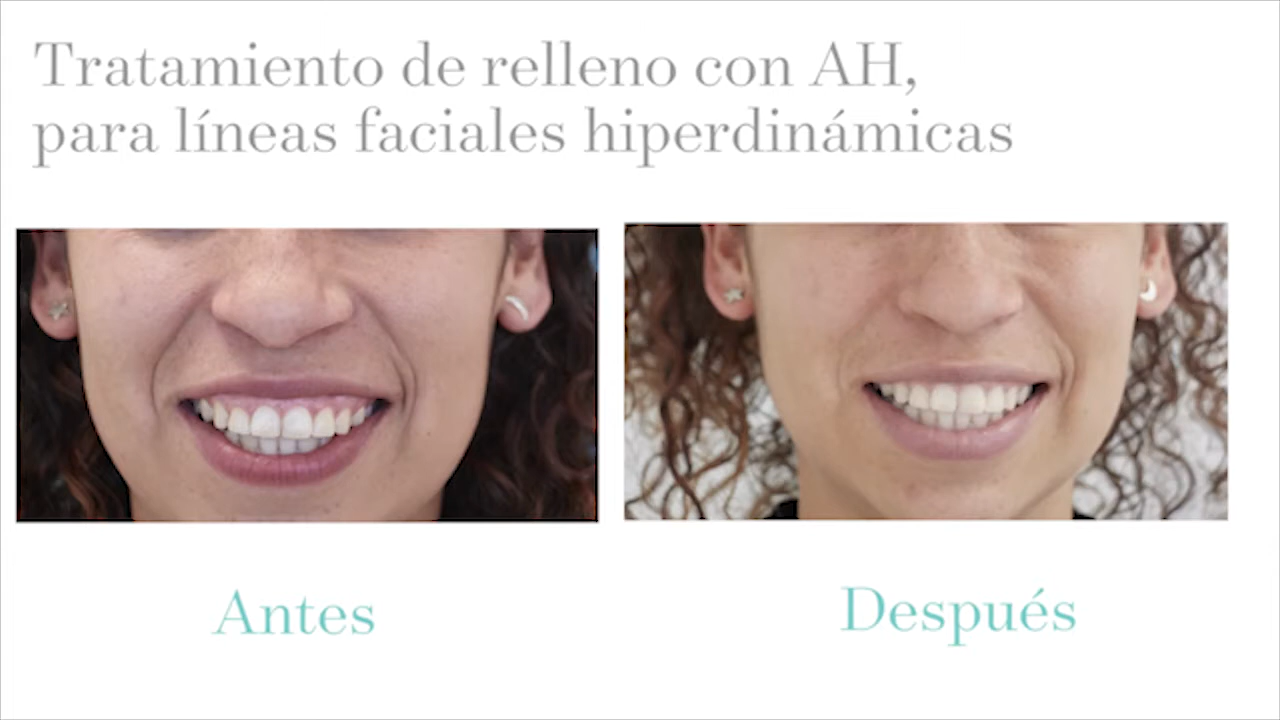 Tratamiento de relleno con AH,
para líneas faciales hiperdinámicas
Antes
Después